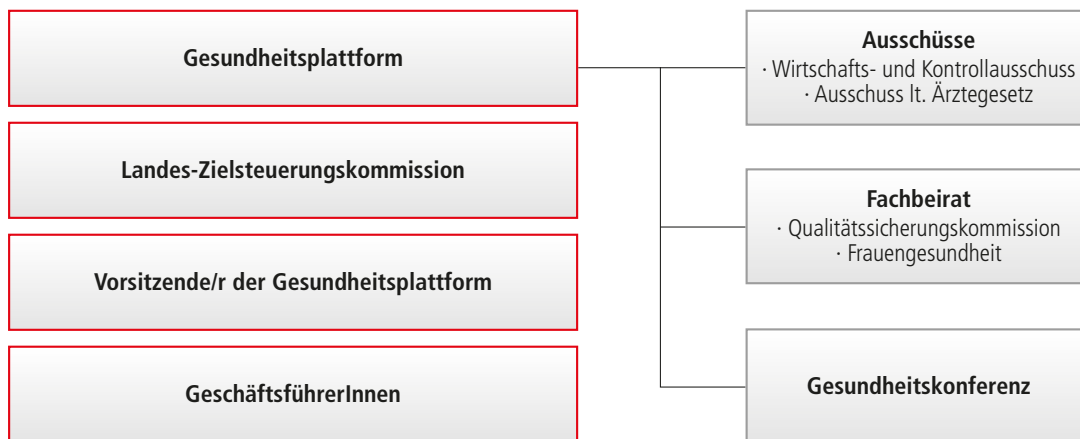 Gesundheitsplattform
Landes-Zielsteuerungskommission
Vorsitzende/r der Gesundheitsplattform
GeschäftsführerInnen
Ausschüsse
· Wirtschafts- und Kontrollausschuss
· Ausschuss lt. Ärztegesetz
Fachbeirat
· Qualitätssicherungskommission
· Frauengesundheit
Gesundheitskonferenz